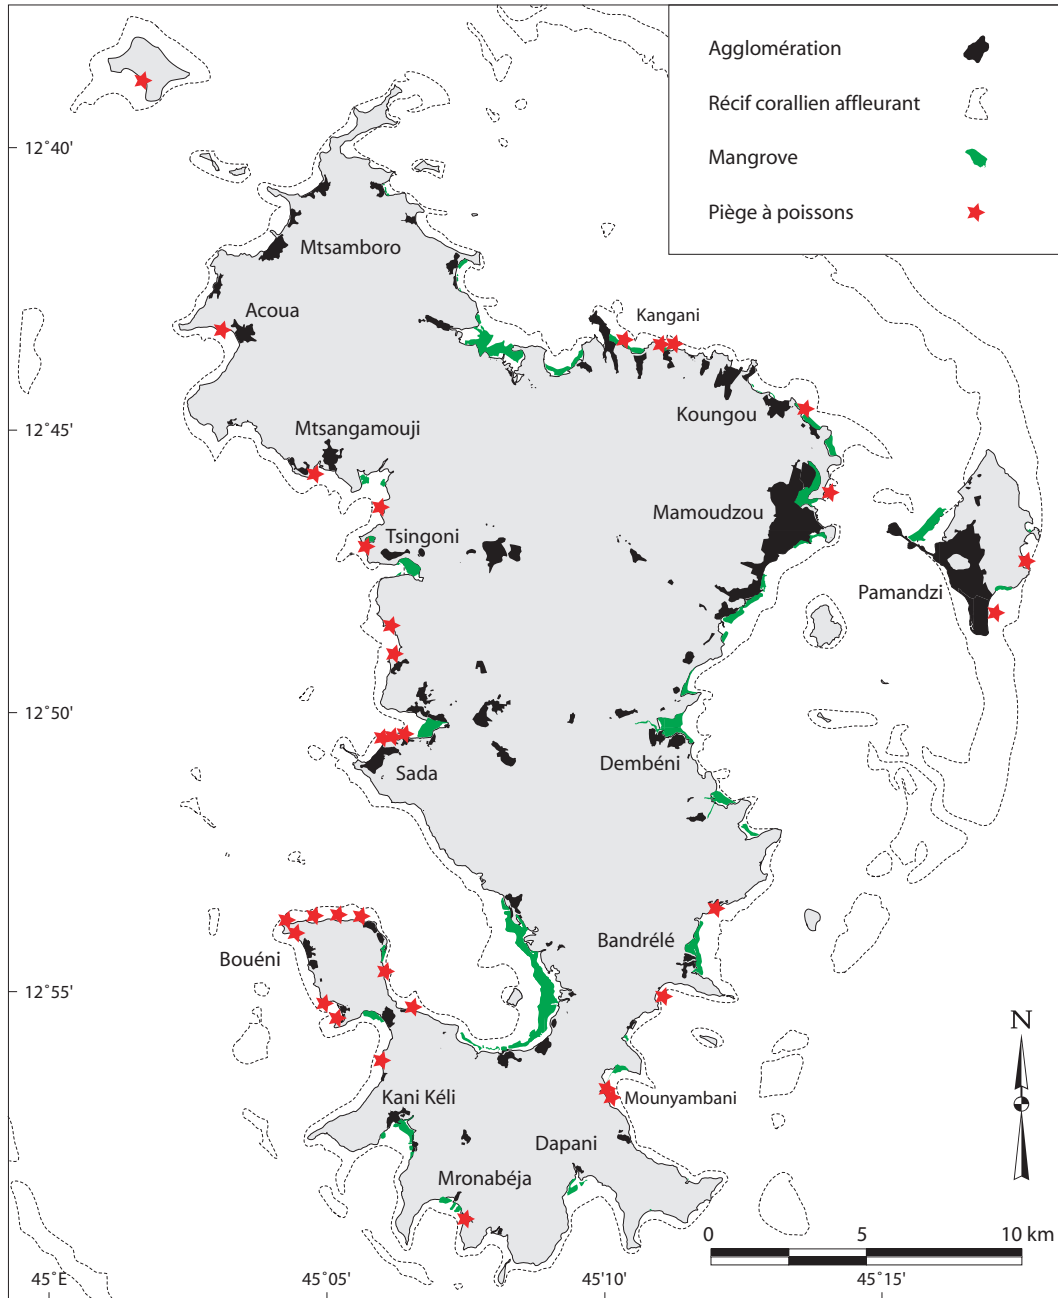 Agglomération
Récif corallien affleurant
Mangrove
Piège à poissons
12°40'
Mtsamboro
Acoua
Kangani
Koungou
12°45'
Mtsangamouji
Mamoudzou
Tsingoni
Pamandzi
12°50'
Sada
Dembéni
Bandrélé
Bouéni
12°55'
N
Kani Kéli
Mounyambani
Dapani
Mronabéja
0 5 10 km
45°E 45°05' 45°10' 45°15'